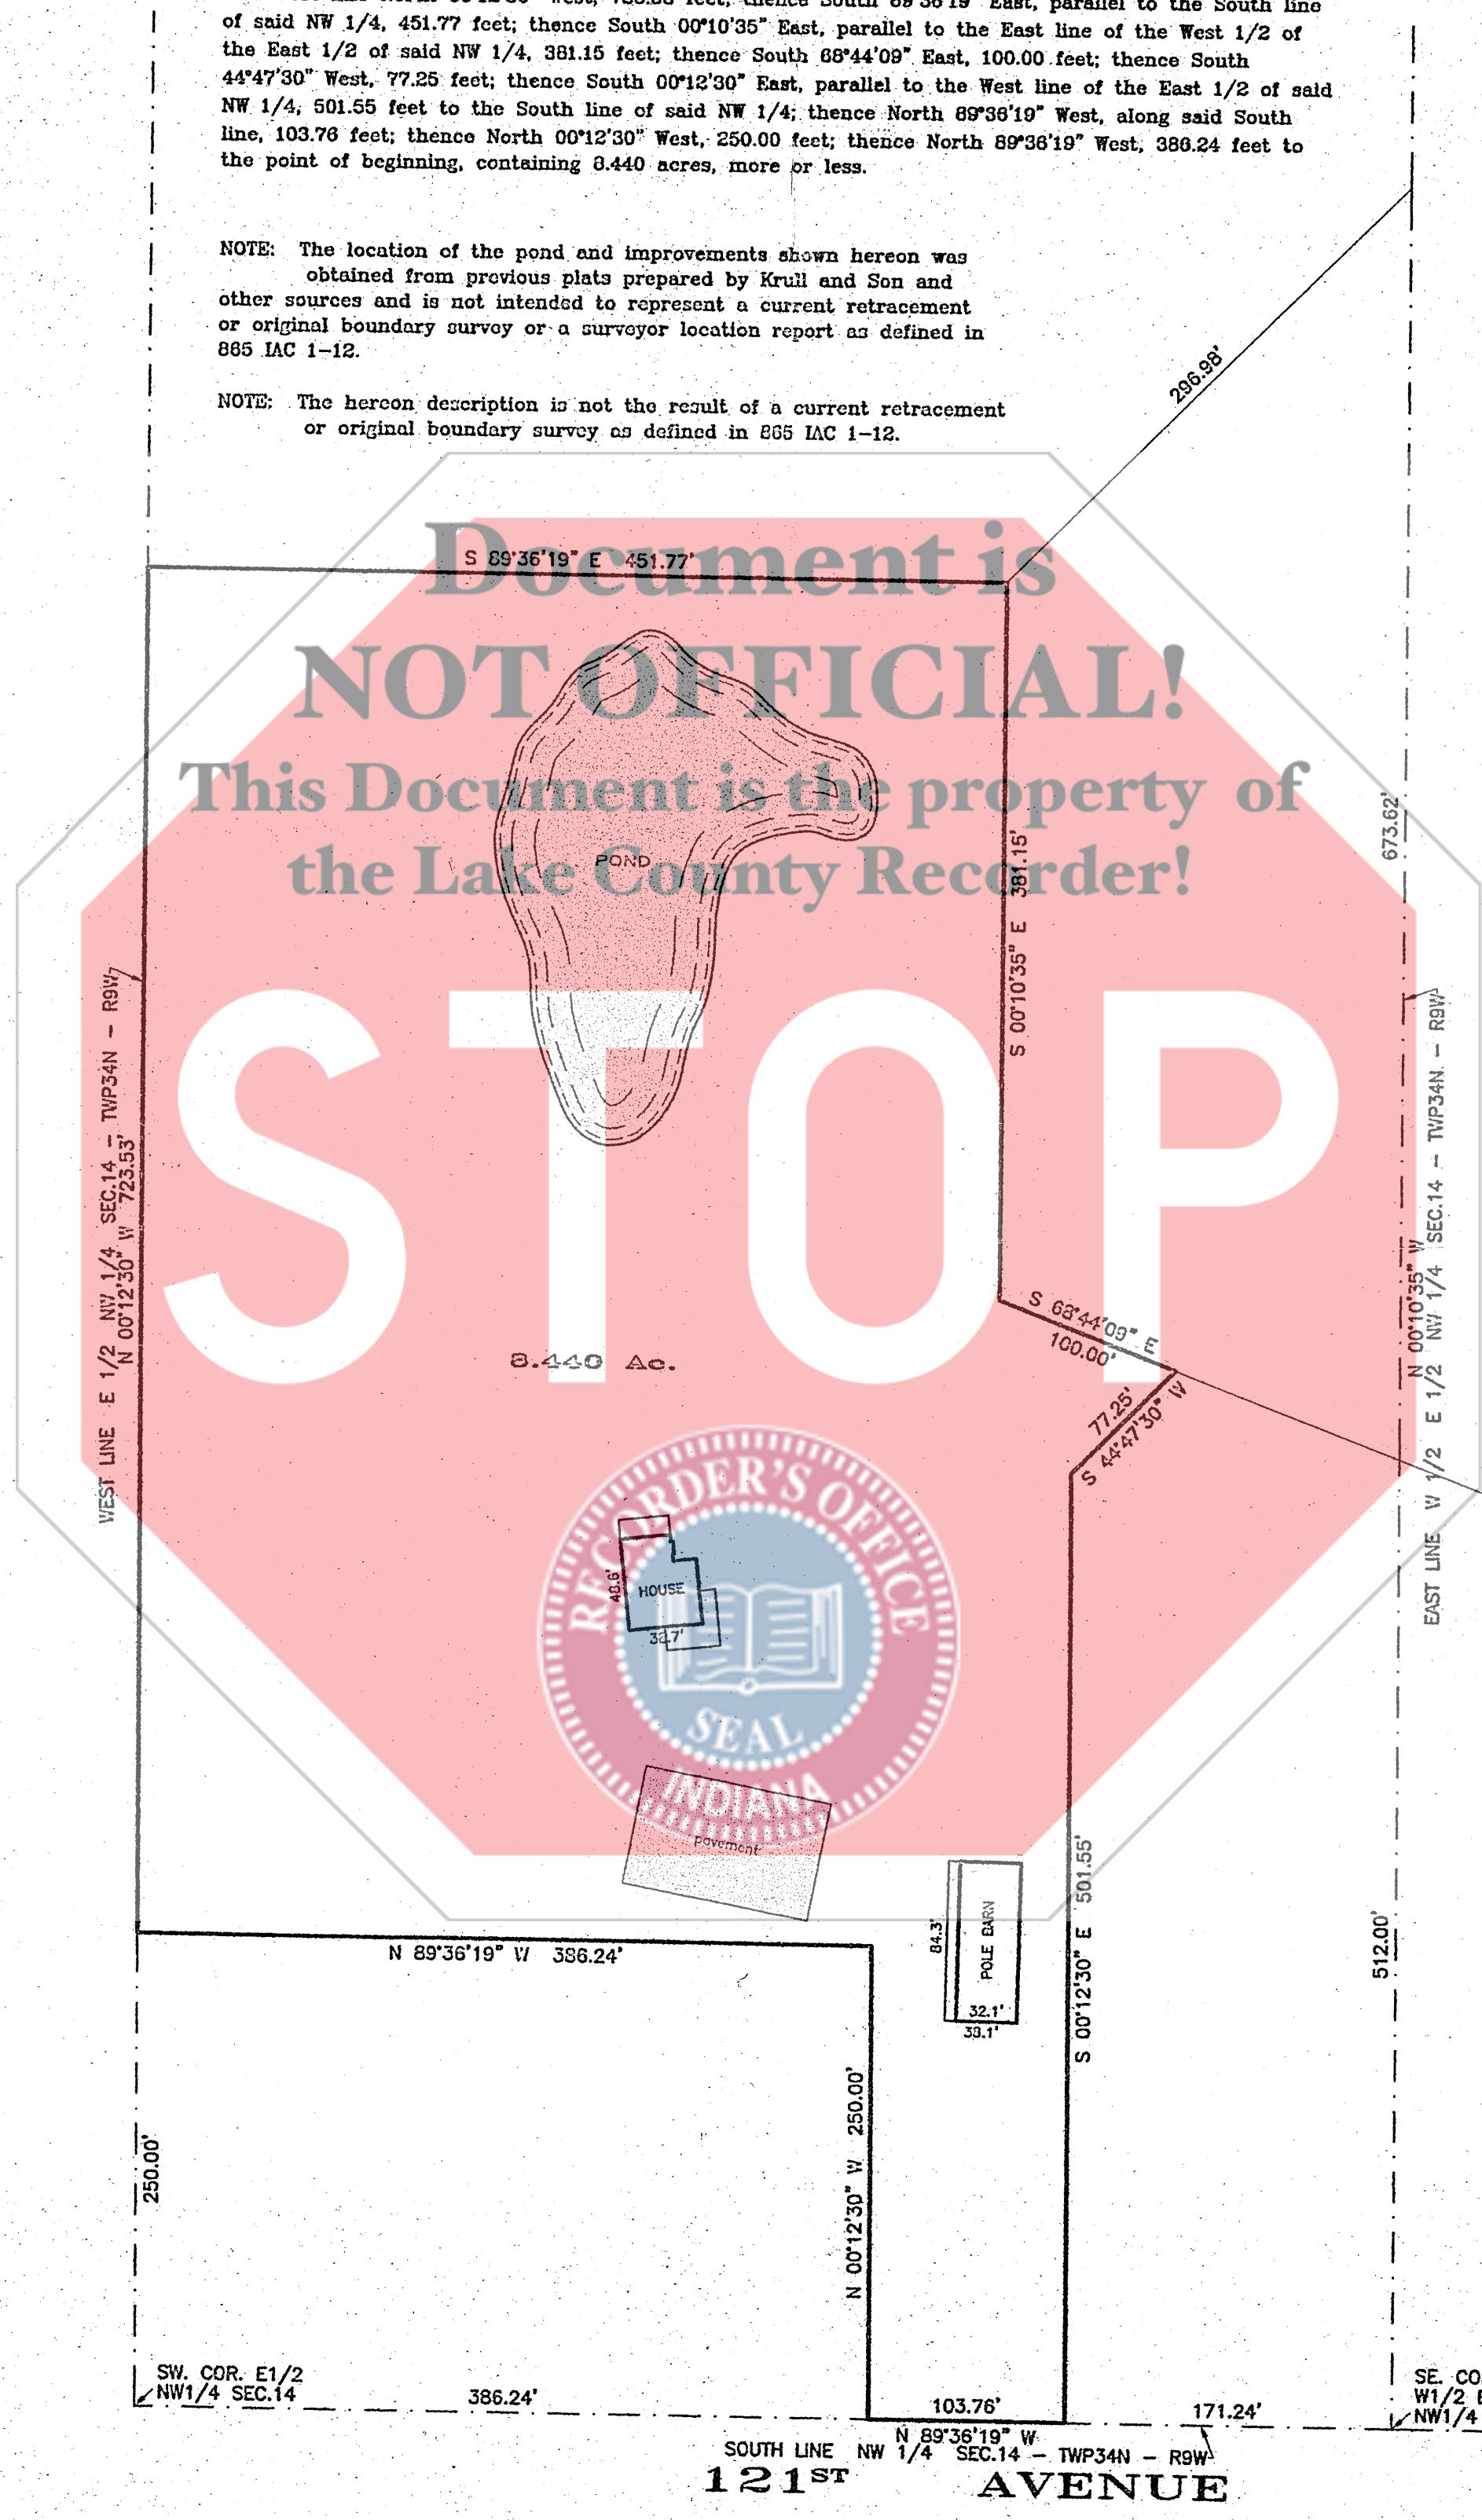 of said NW 1/4, 451.77 feet; thence South 00°10'35" East, parallel to the East line of the West 1/2 of
the East 1/2 of said NW 1/4, 381.15 feet; thence South 68°44'09" East, 100.00 feet; thence South
44°47'30" West, 77.25 feet; thence South 00°12'30" East, parallel to the West line of the East 1/2 of said
NW 1/4, 501.55 feet to the South line of said NW 1/4; thence North 89°36'19" West, along said South
line, 103.76 feet; thence North 00°12'30" West, 250.00 feet; thence North 89°36'19" West, 386.24 feet to
the point of beginning, containing 8.440 acres, more or less.
NOTE: The location of the pond and improvements shown hereon was
obtained from previous plats prepared by Krull and Son and
other sources and is not intended to represent a current retracement
or original boundary survey or a surveyor location report as defined in
865 IAC 1-12.
NOTE: The hereon description is not the result of a current retracement
or original boundary survey as defined in 865 IAC 1-12.
296.98'
Document is
NOT OFFICIAL!
This Document is the property of
the Lake County Recorder!
STOP
S 89°36'19" E 451.77'
POND
S 00°10'35" E 381.15'
673.62'
WEST LINE E 1/2 NW 1/4 SEC.14 - TWP34N - R9W
N 00°12'30" W 723.53'
EAST LINE W 1/2 E 1/2 NW 1/4 SEC.14 - TWP34N. - R9W
N 00°10'35" W
S 68°44'09" E
100.00'
8.440 Ac.
77.25'
S 44°47'30" W
RECORDER'S OFFICE
SEAL
INDIANA
HOUSE
pavement
S 00°12'30" E 501.55'
84.3'
POLE BARN
32.1'
512.00'
N 89°36'19" W 386.24'
N 00°12'30" W 250.00'
250.00'
SW. COR. E1/2
NW1/4 SEC.14
386.24'
103.76'
171.24'
SE. CO
W1/2 E
NW1/4
N 89°36'19" W
SOUTH LINE NW 1/4 SEC.14 - TWP34N - R9W
121ST AVENUE